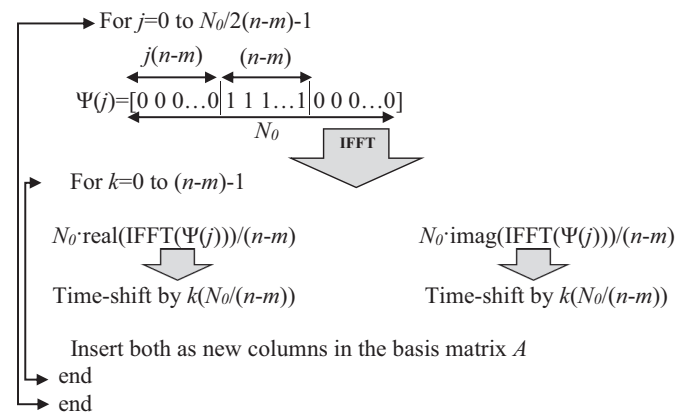 For j=0 to N₀/2(n-m)-1
j(n-m) (n-m)
Ψ(j)=[0 0 0…0 1 1 1…1 0 0 0…0]
N₀
IFFT
For k=0 to (n-m)-1
N₀·real(IFFT(Ψ(j)))/(n-m) N₀·imag(IFFT(Ψ(j)))/(n-m)
Time-shift by k(N₀/(n-m)) Time-shift by k(N₀/(n-m))
Insert both as new columns in the basis matrix A
end
end